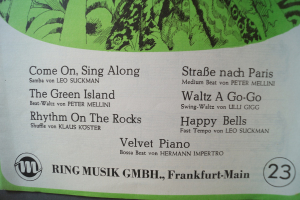 Come On, Sing Along
Samba von LEO SUCKMAN
The Green Island
Beat-Waltz von PETER MELLINI
Rhythm On The Rocks
Shuffle von KLAUS KÖSTER
Straße nach Paris
Medium Beat von PETER MELLINI
Waltz A Go-Go
Swing-Waltz von ULLI GIGG
Happy Bells
Fast Tempo von LEO SUCKMAN
Velvet Piano
Bossa Beat von HERMANN IMPERTRO
RING MUSIK GMBH., Frankfurt-Main
23